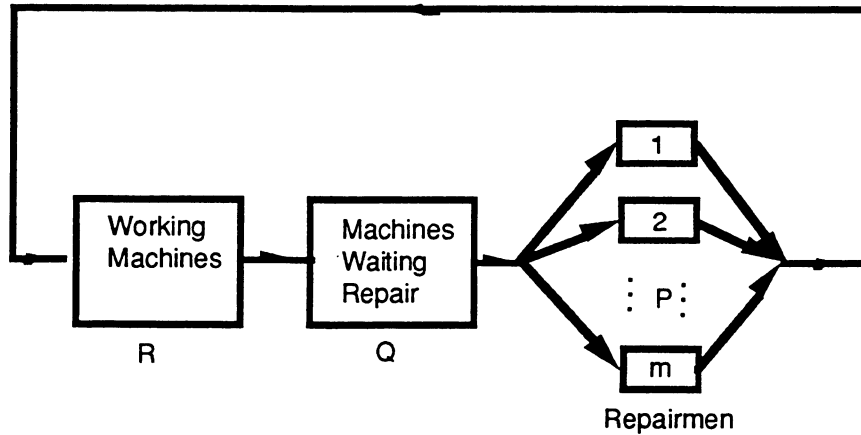 Working
Machines
R
Machines
Waiting
Repair
Q
1
2
P
m
Repairmen